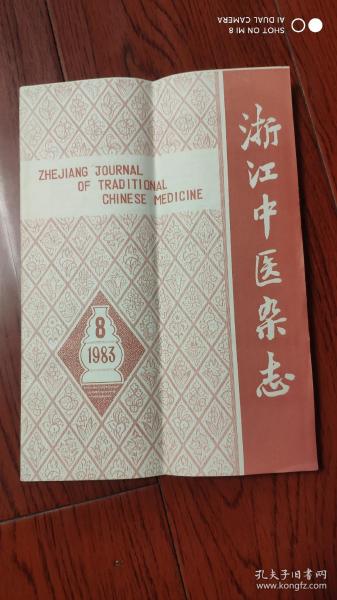 SHOT ON MI 8
AI DUAL CAMERA
ZHEJIANG JOURNAL
OF TRADITIONAL
CHINESE MEDICINE
浙江中医杂志
8
1983
孔夫子旧书网
kongfz.com